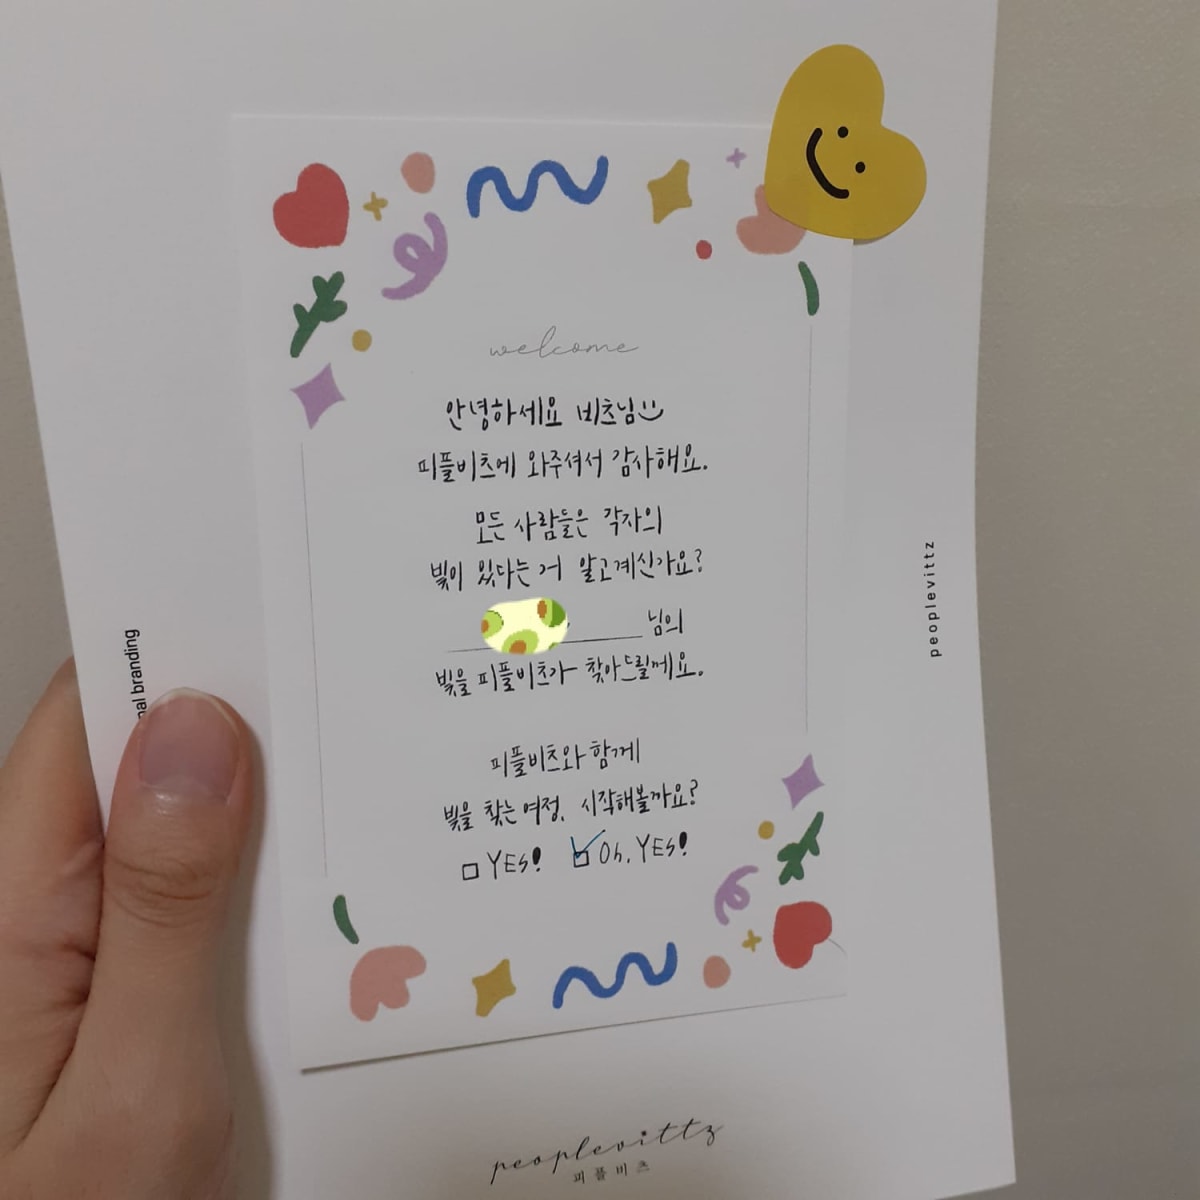 welcome
안녕하세요 비츠님
피플비츠에 와주셔서 감사해요.
모든 사람들은 각자의
빛이 있다는 거 알고계신가요?
님의
빛을 피플비츠가 찾아드릴게요.
피플비츠와 함께
빛을 찾는 여정, 시작해볼까요?
YES! Oh, YES!
nal branding
peoplevittz
peoplevittz
피플비츠